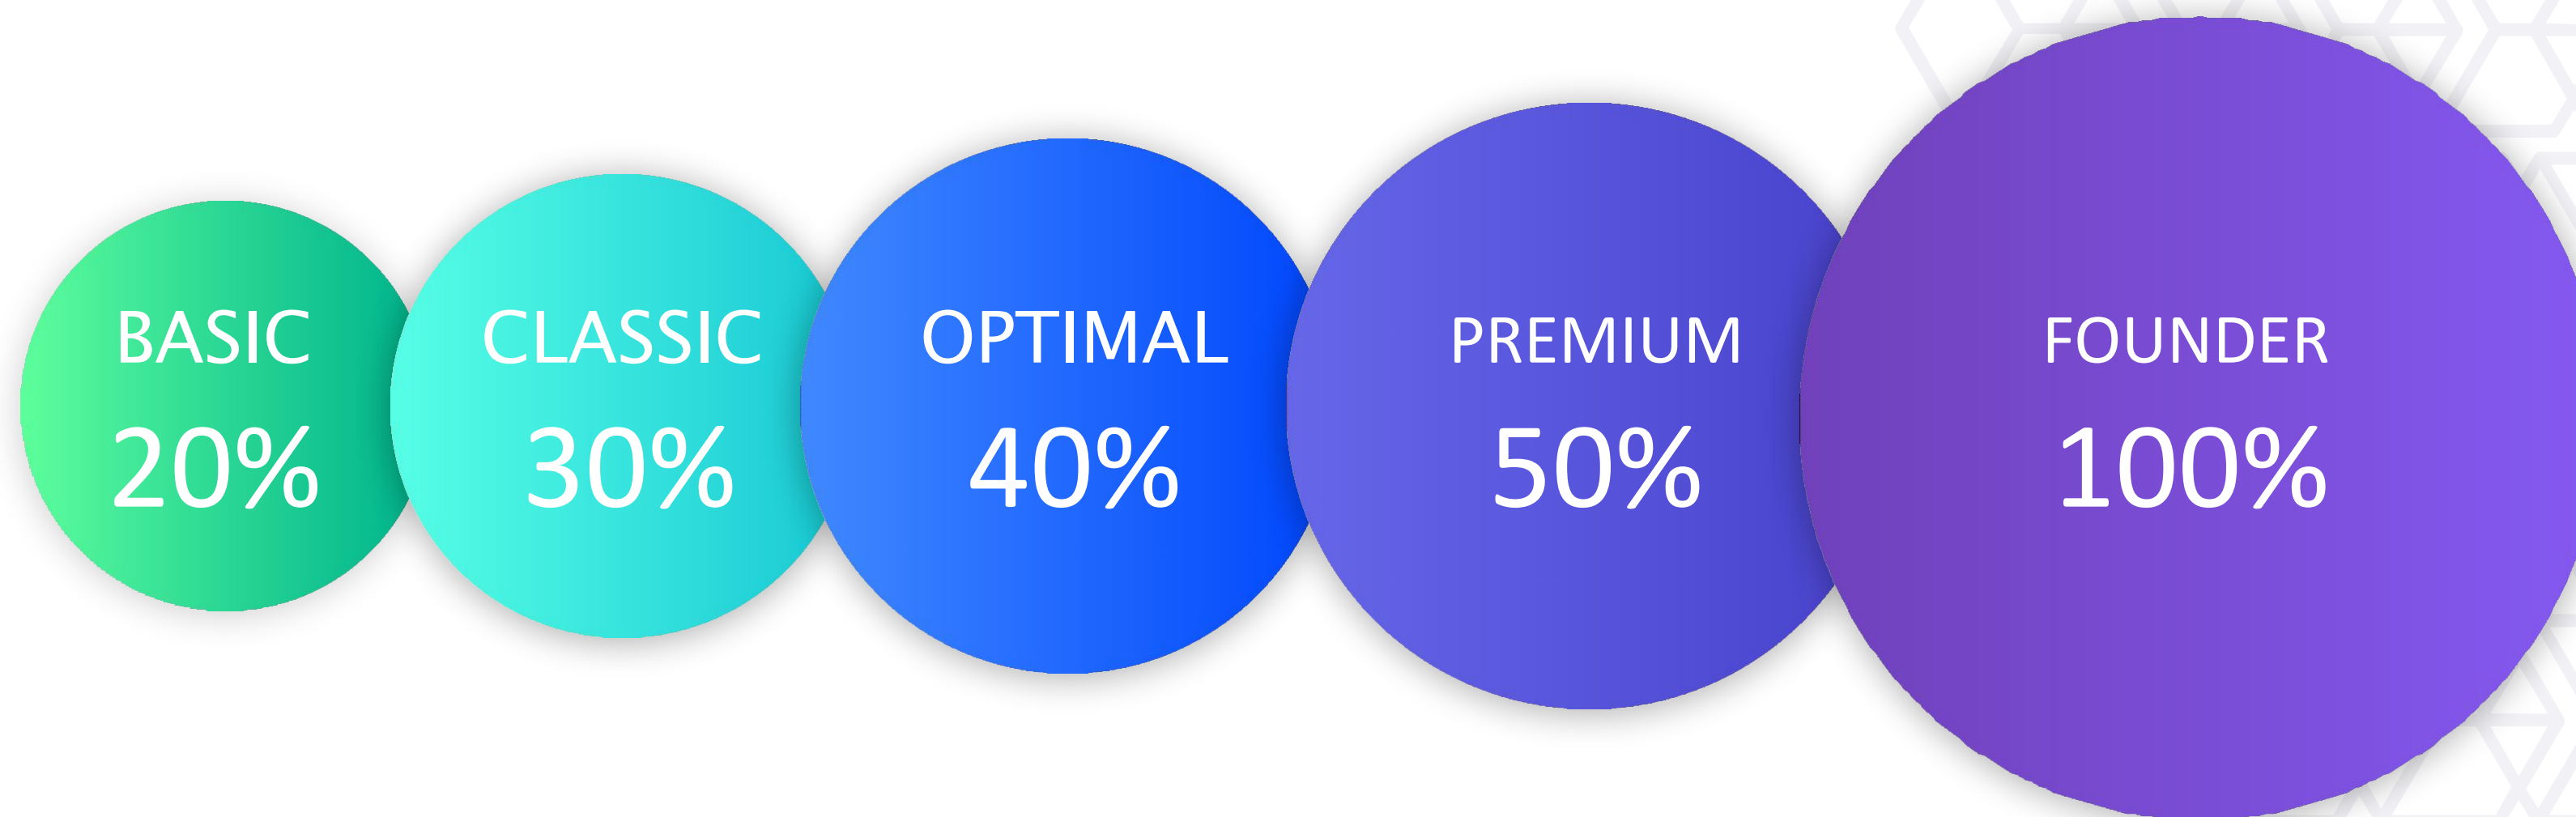 BASIC
20%
CLASSIC
30%
OPTIMAL
40%
PREMIUM
50%
FOUNDER
100%